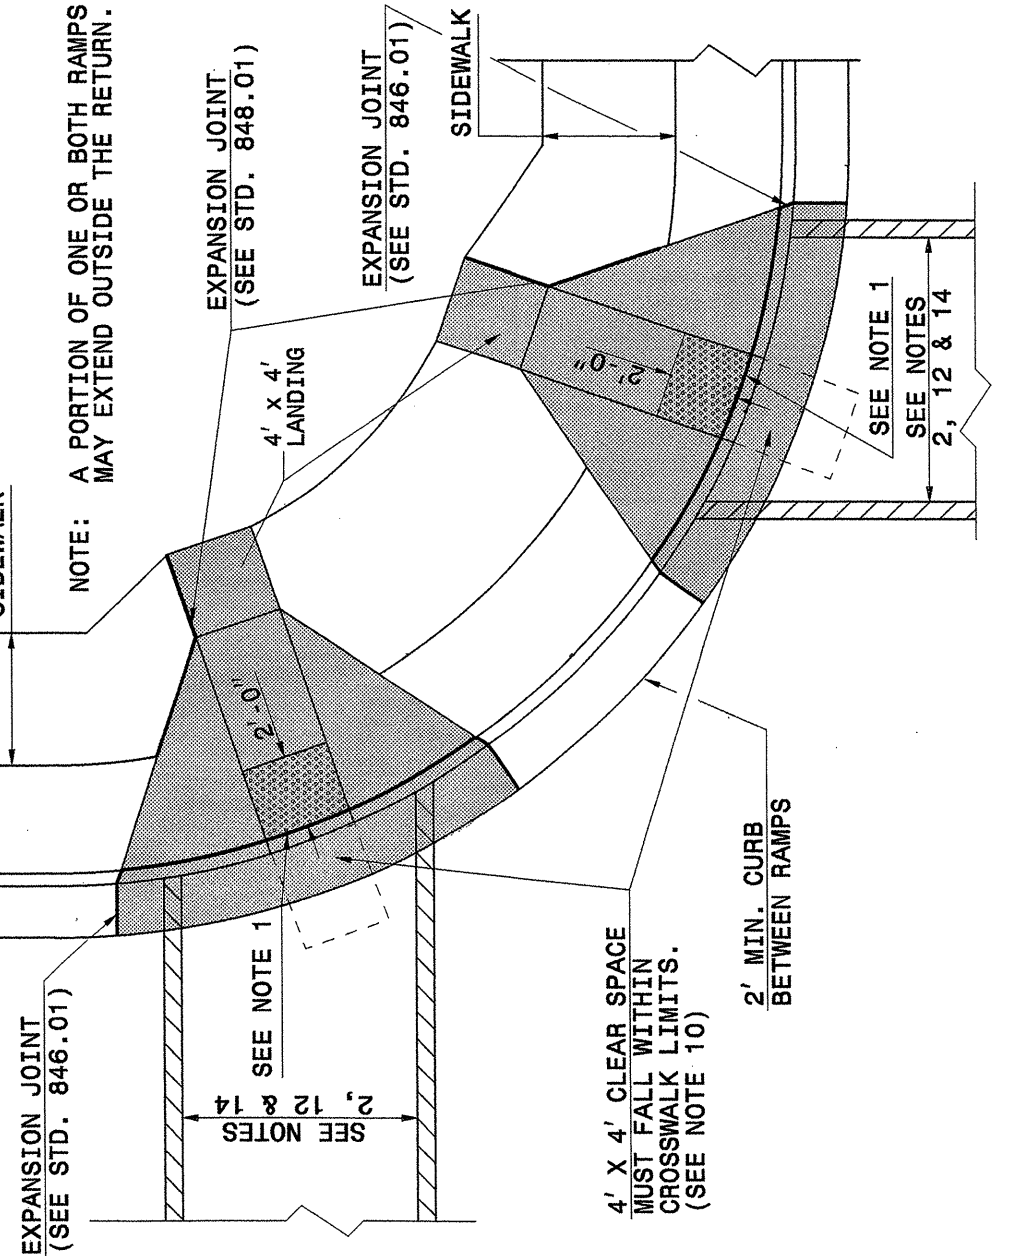 NOTE: A PORTION OF ONE OR BOTH RAMPS
MAY EXTEND OUTSIDE THE RETURN.
EXPANSION JOINT
(SEE STD. 848.01)
EXPANSION JOINT
(SEE STD. 846.01)
SIDEWALK
4' x 4'
LANDING
2'-0"
2'-0"
SEE NOTE 1
SEE NOTES
2, 12 & 14
EXPANSION JOINT
(SEE STD. 846.01)
SEE NOTE 1
SEE NOTES
2, 12 & 14
4' X 4' CLEAR SPACE
MUST FALL WITHIN
CROSSWALK LIMITS.
(SEE NOTE 10)
2' MIN. CURB
BETWEEN RAMPS